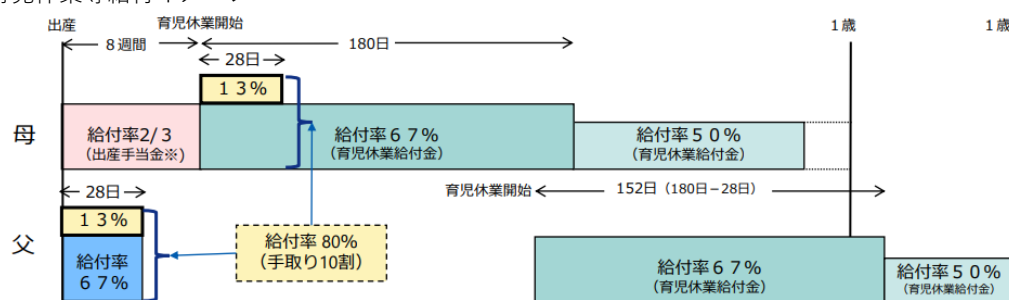 出産
育児休業開始
1歳
1歳
8週間
180日
28日
13%
母
給付率2/3
(出産手当金※)
給付率67%
(育児休業給付金)
給付率50%
(育児休業給付金)
育児休業開始
152日(180日-28日)
28日
13%
父
給付率
67%
給付率 80%
(手取り10割)
給付率67%
(育児休業給付金)
給付率50%
(育児休業給付金)